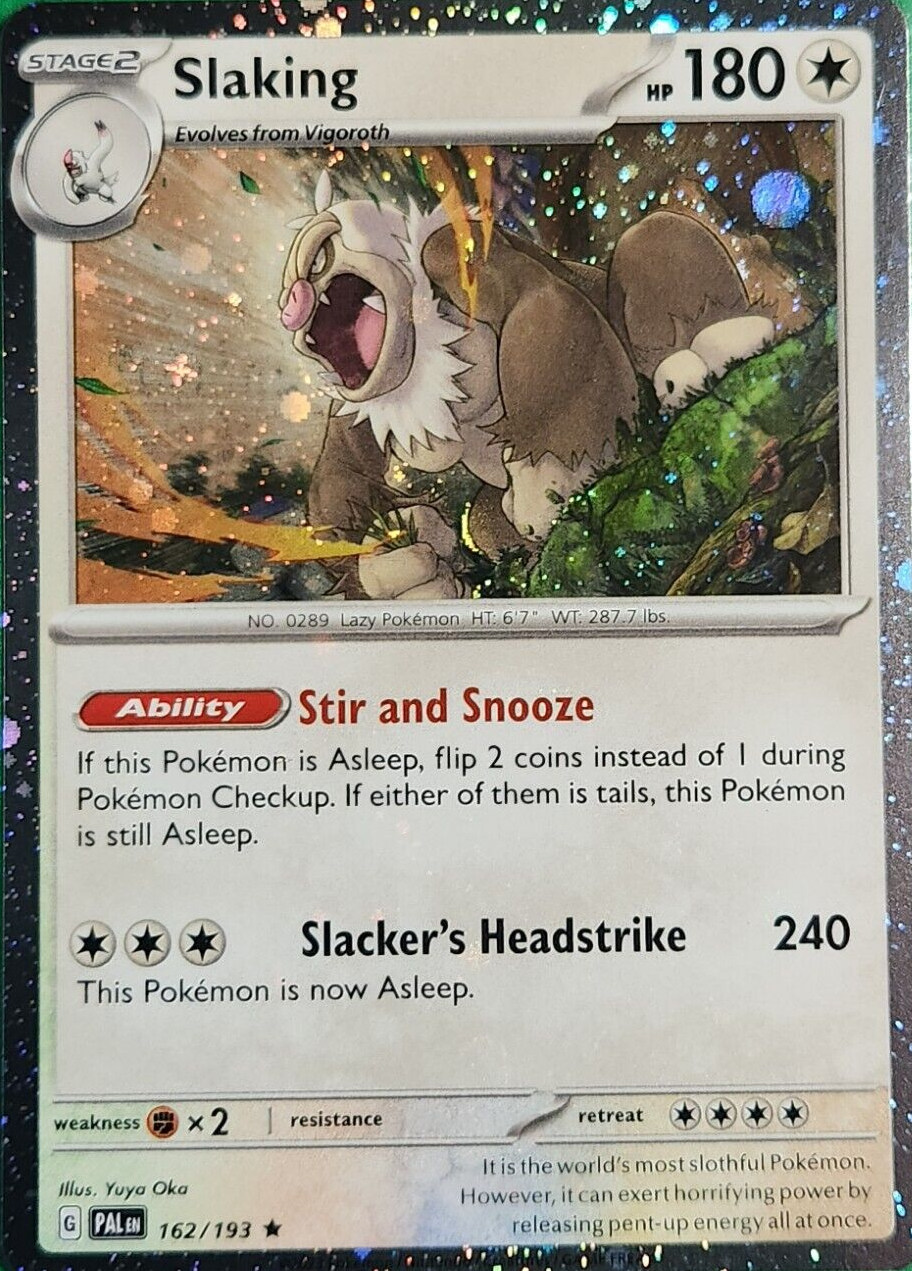 STAGE2
Slaking
HP 180
Evolves from Vigoroth
NO. 0289 Lazy Pokémon HT: 6'7" WT: 287.7 lbs.
Ability Stir and Snooze
If this Pokémon is Asleep, flip 2 coins instead of 1 during
Pokémon Checkup. If either of them is tails, this Pokémon
is still Asleep.
Slacker's Headstrike 240
This Pokémon is now Asleep.
weakness ×2 resistance retreat
It is the world's most slothful Pokémon.
However, it can exert horrifying power by
releasing pent-up energy all at once.
Illus. Yuya Oka
G PAL EN 162/193 ★